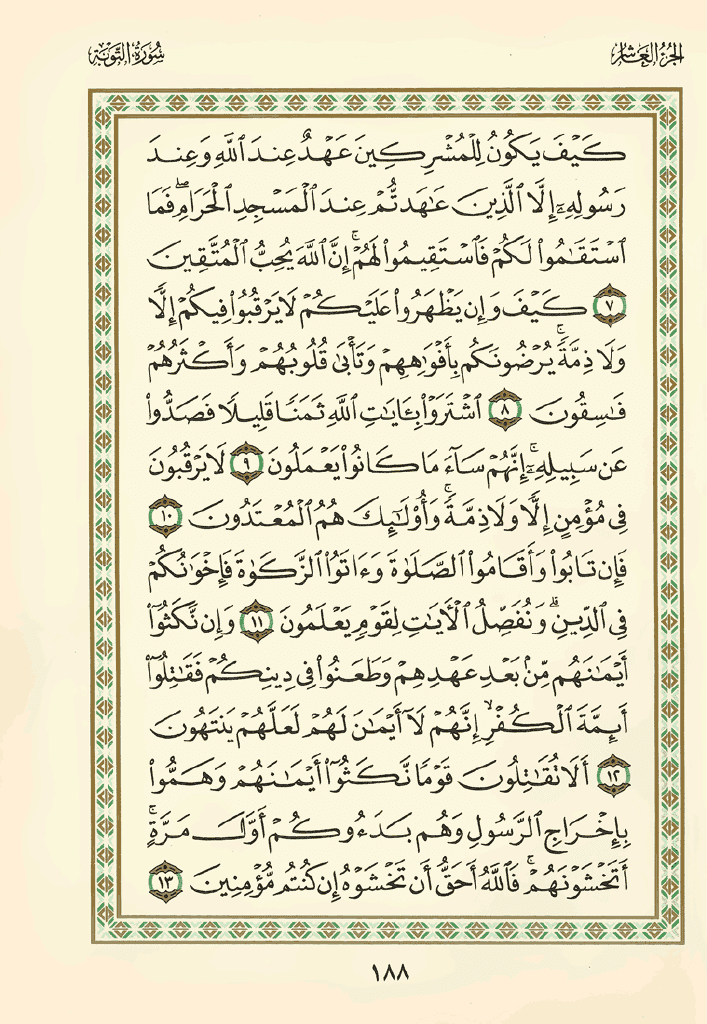 الجزء العاشر
سورة التوبة
كَيْفَ يَكُونُ لِلْمُشْرِكِينَ عَهْدٌ عِندَ ٱللَّهِ وَعِندَ
رَسُولِهِۦٓ إِلَّا ٱلَّذِينَ عَٰهَدتُّمْ عِندَ ٱلْمَسْجِدِ ٱلْحَرَامِ ۖ فَمَا
ٱسْتَقَٰمُوا۟ لَكُمْ فَٱسْتَقِيمُوا۟ لَهُمْ ۚ إِنَّ ٱللَّهَ يُحِبُّ ٱلْمُتَّقِينَ
٧ كَيْفَ وَإِن يَظْهَرُوا۟ عَلَيْكُمْ لَا يَرْقُبُوا۟ فِيكُمْ إِلًّا
وَلَا ذِمَّةً ۚ يُرْضُونَكُم بِأَفْوَٰهِهِمْ وَتَأْبَىٰ قُلُوبُهُمْ وَأَكْثَرُهُمْ
فَٰسِقُونَ ٨ ٱشْتَرَوْا۟ بِـَٔايَٰتِ ٱللَّهِ ثَمَنًا قَلِيلًا فَصَدُّوا۟
عَن سَبِيلِهِۦٓ ۚ إِنَّهُمْ سَآءَ مَا كَانُوا۟ يَعْمَلُونَ ٩ لَا يَرْقُبُونَ
فِى مُؤْمِنٍ إِلًّا وَلَا ذِمَّةً ۚ وَأُو۟لَٰٓئِكَ هُمُ ٱلْمُعْتَدُونَ ١٠
فَإِن تَابُوا۟ وَأَقَامُوا۟ ٱلصَّلَوٰةَ وَءَاتَوُا۟ ٱلزَّكَوٰةَ فَإِخْوَٰنُكُمْ
فِى ٱلدِّينِ ۗ وَنُفَصِّلُ ٱلْءَايَٰتِ لِقَوْمٍ يَعْلَمُونَ ١١ وَإِن نَّكَثُوٓا۟
أَيْمَٰنَهُم مِّنۢ بَعْدِ عَهْدِهِمْ وَطَعَنُوا۟ فِى دِينِكُمْ فَقَٰتِلُوٓا۟
أَئِمَّةَ ٱلْكُفْرِ ۙ إِنَّهُمْ لَآ أَيْمَٰنَ لَهُمْ لَعَلَّهُمْ يَنتَهُونَ
١٢ أَلَا تُقَٰتِلُونَ قَوْمًا نَّكَثُوٓا۟ أَيْمَٰنَهُمْ وَهَمُّوا۟
بِإِخْرَاجِ ٱلرَّسُولِ وَهُم بَدَءُوكُمْ أَوَّلَ مَرَّةٍ ۚ
أَتَخْشَوْنَهُمْ ۚ فَٱللَّهُ أَحَقُّ أَن تَخْشَوْهُ إِن كُنتُم مُّؤْمِنِينَ ١٣
١٨٨